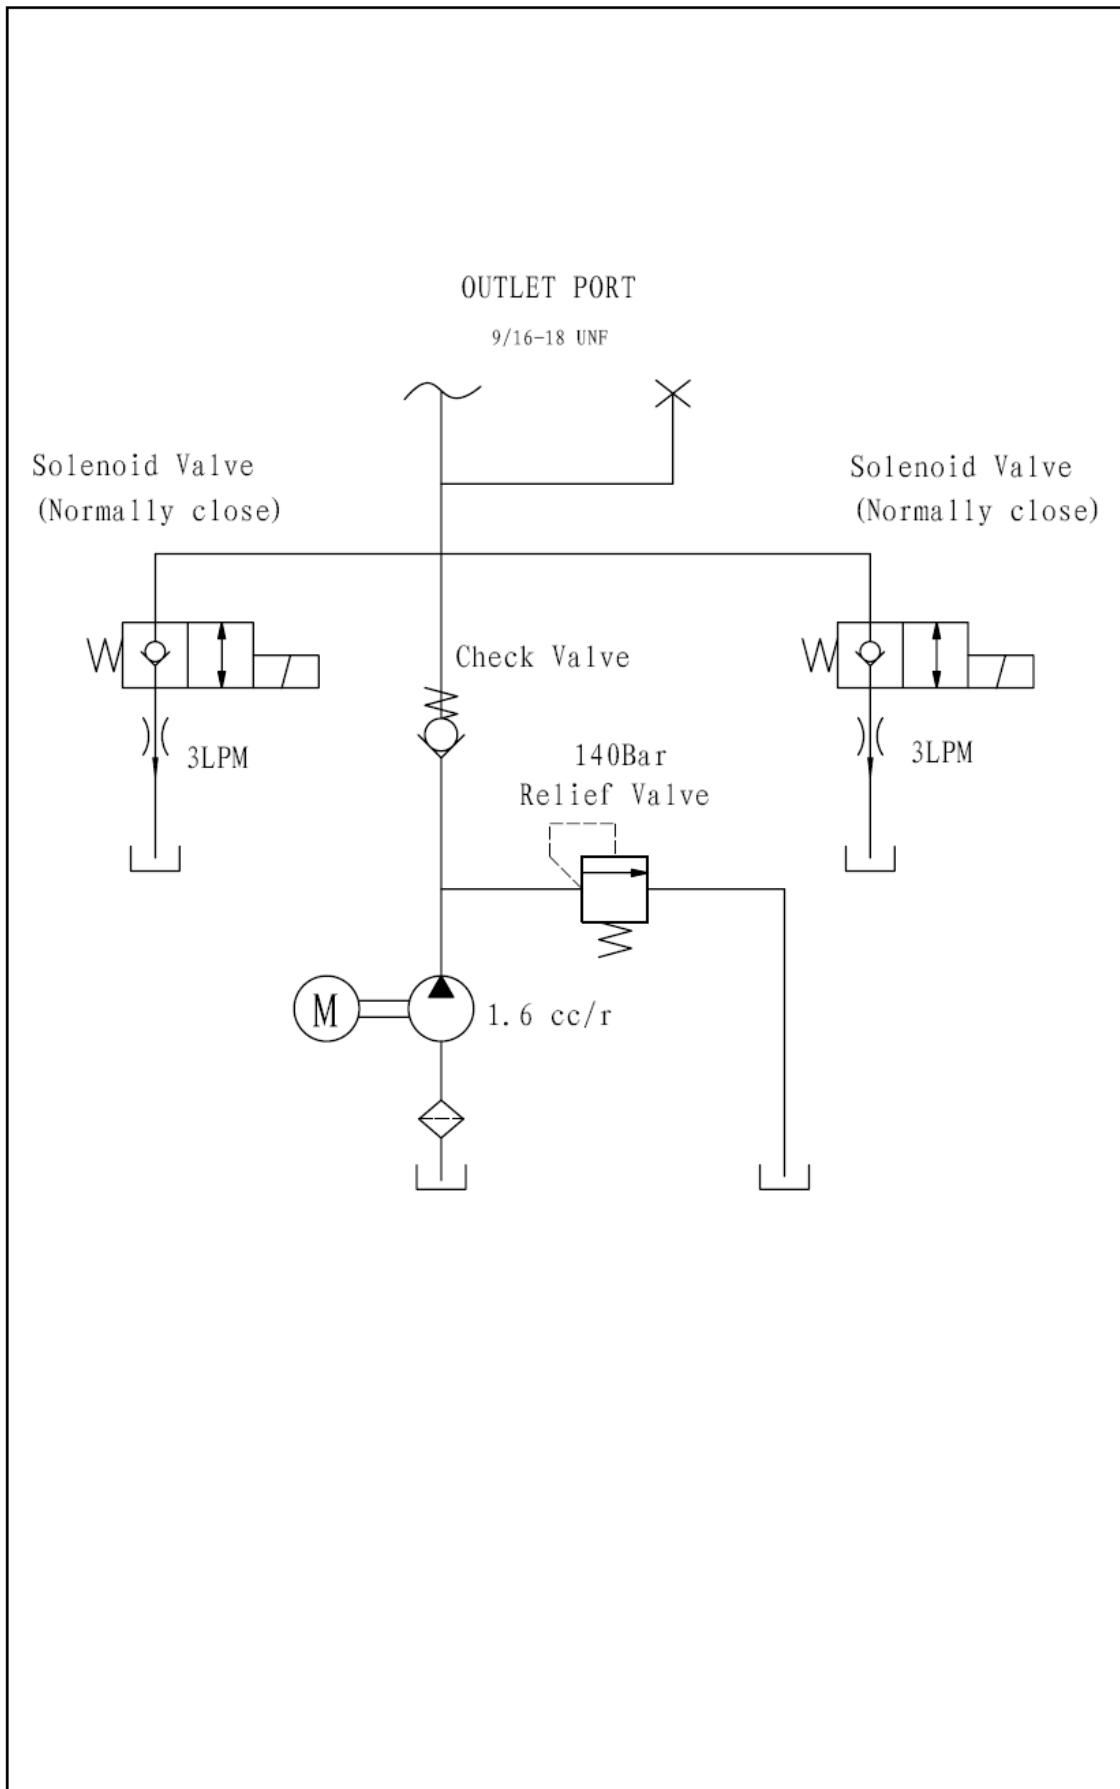 OUTLET PORT
9/16-18 UNF
Solenoid Valve
(Normally close)
Solenoid Valve
(Normally close)
Check Valve
3LPM
140Bar
Relief Valve
3LPM
M
1.6 cc/r